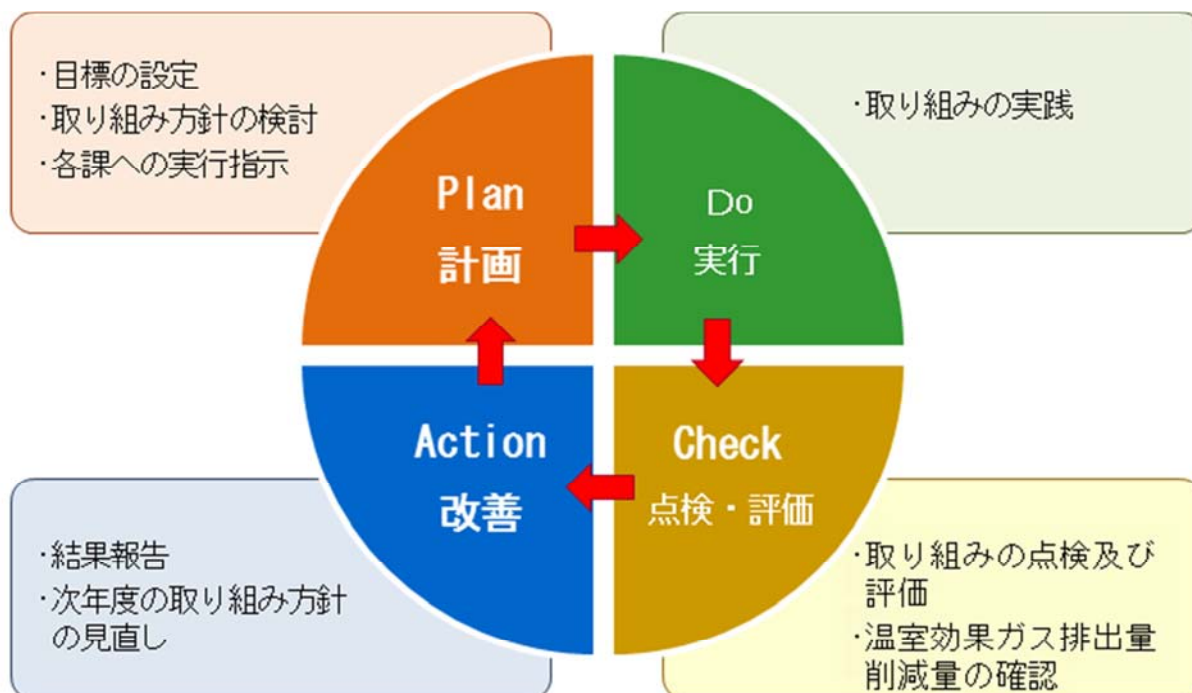 ・目標の設定
・取り組み方針の検討
・各課への実行指示
・取り組みの実践
Plan
計画
Do
実行
Action
改善
Check
点検・評価
・結果報告
・次年度の取り組み方針
の見直し
・取り組みの点検及び
評価
・温室効果ガス排出量
削減量の確認